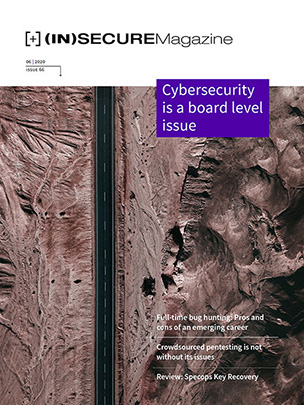 [+] (IN)SECUREMagazine
06 | 2020
ISSUE 66
Cybersecurity
is a board level
issue
Full-time bug hunting: Pros and
cons of an emerging career
Crowdsourced pentesting is not
without its issues
Review: Specops Key Recovery